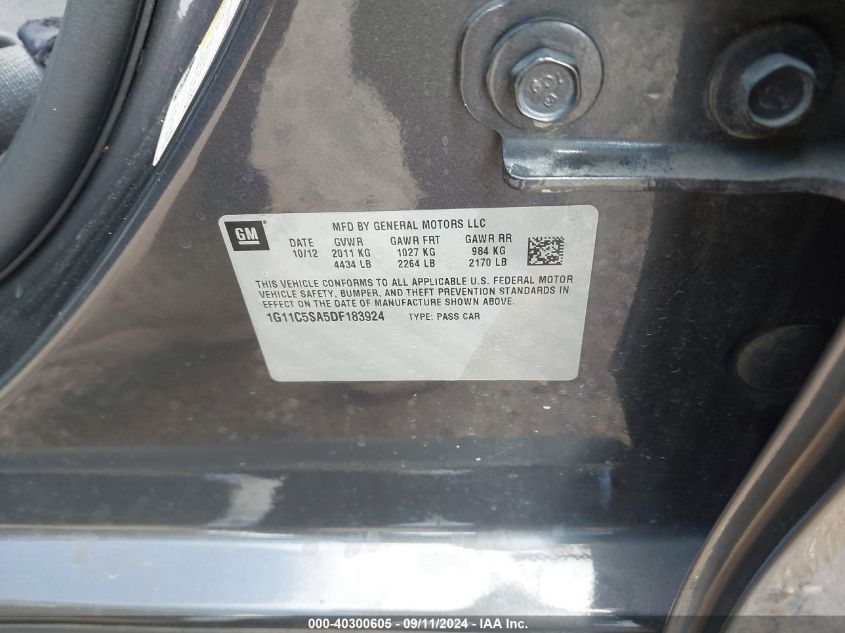 GM
MFD BY GENERAL MOTORS LLC
DATE GVWR GAWR FRT GAWR RR
10/12 2011 KG 1027 KG 984 KG
4434 LB 2264 LB 2170 LB
THIS VEHICLE CONFORMS TO ALL APPLICABLE U.S. FEDERAL MOTOR
VEHICLE SAFETY, BUMPER, AND THEFT PREVENTION STANDARDS IN
EFFECT ON THE DATE OF MANUFACTURE SHOWN ABOVE.
1G11C5SA5DF183924 TYPE: PASS CAR
000-40300605 - 09/11/2024 - IAA Inc.